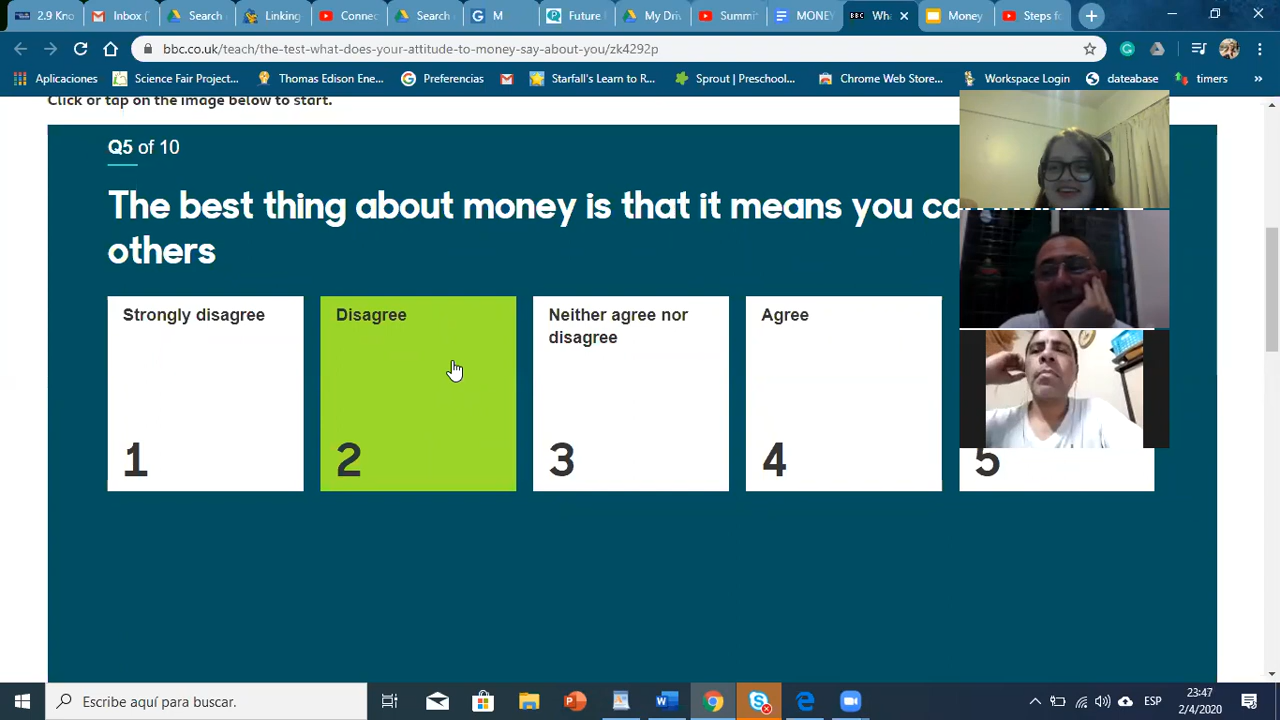 2.9 Kno
Inbox (
Search
Linking
Connec
Search
M
Future
My Driv
Summi
MONEY
BBC Wha
Money
Steps fo
bbc.co.uk/teach/the-test-what-does-your-attitude-to-money-say-about-you/zk4292p
Aplicaciones
Science Fair Project...
Thomas Edison Ene...
Preferencias
Starfall's Learn to R...
Sprout | Preschool...
Chrome Web Store...
Workspace Login
dateabase
timers
»
Click or tap on the image below to start.
Q5 of 10
The best thing about money is that it means you
others
Strongly disagree
1
Disagree
2
Neither agree nor
disagree
3
Agree
4
5
Escribe aquí para buscar.
ESP
23:47
2/4/2020